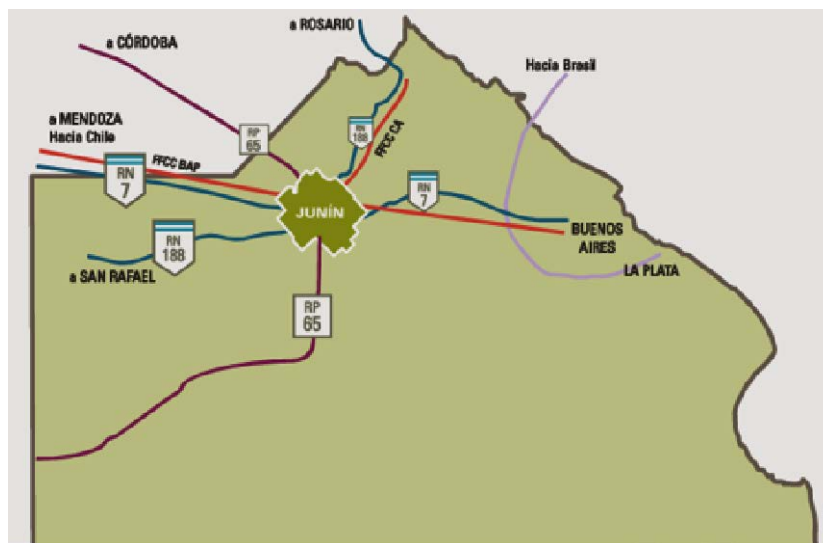 a ROSARIO
a CÓRDOBA
Hacia Brasil
a MENDOZA
Hacia Chile
RP
65
RN
188
FFCC CA
FFCC BAP
RN
7
RN
7
JUNÍN
BUENOS
AIRES
RN
188
a SAN RAFAEL
LA PLATA
RP
65